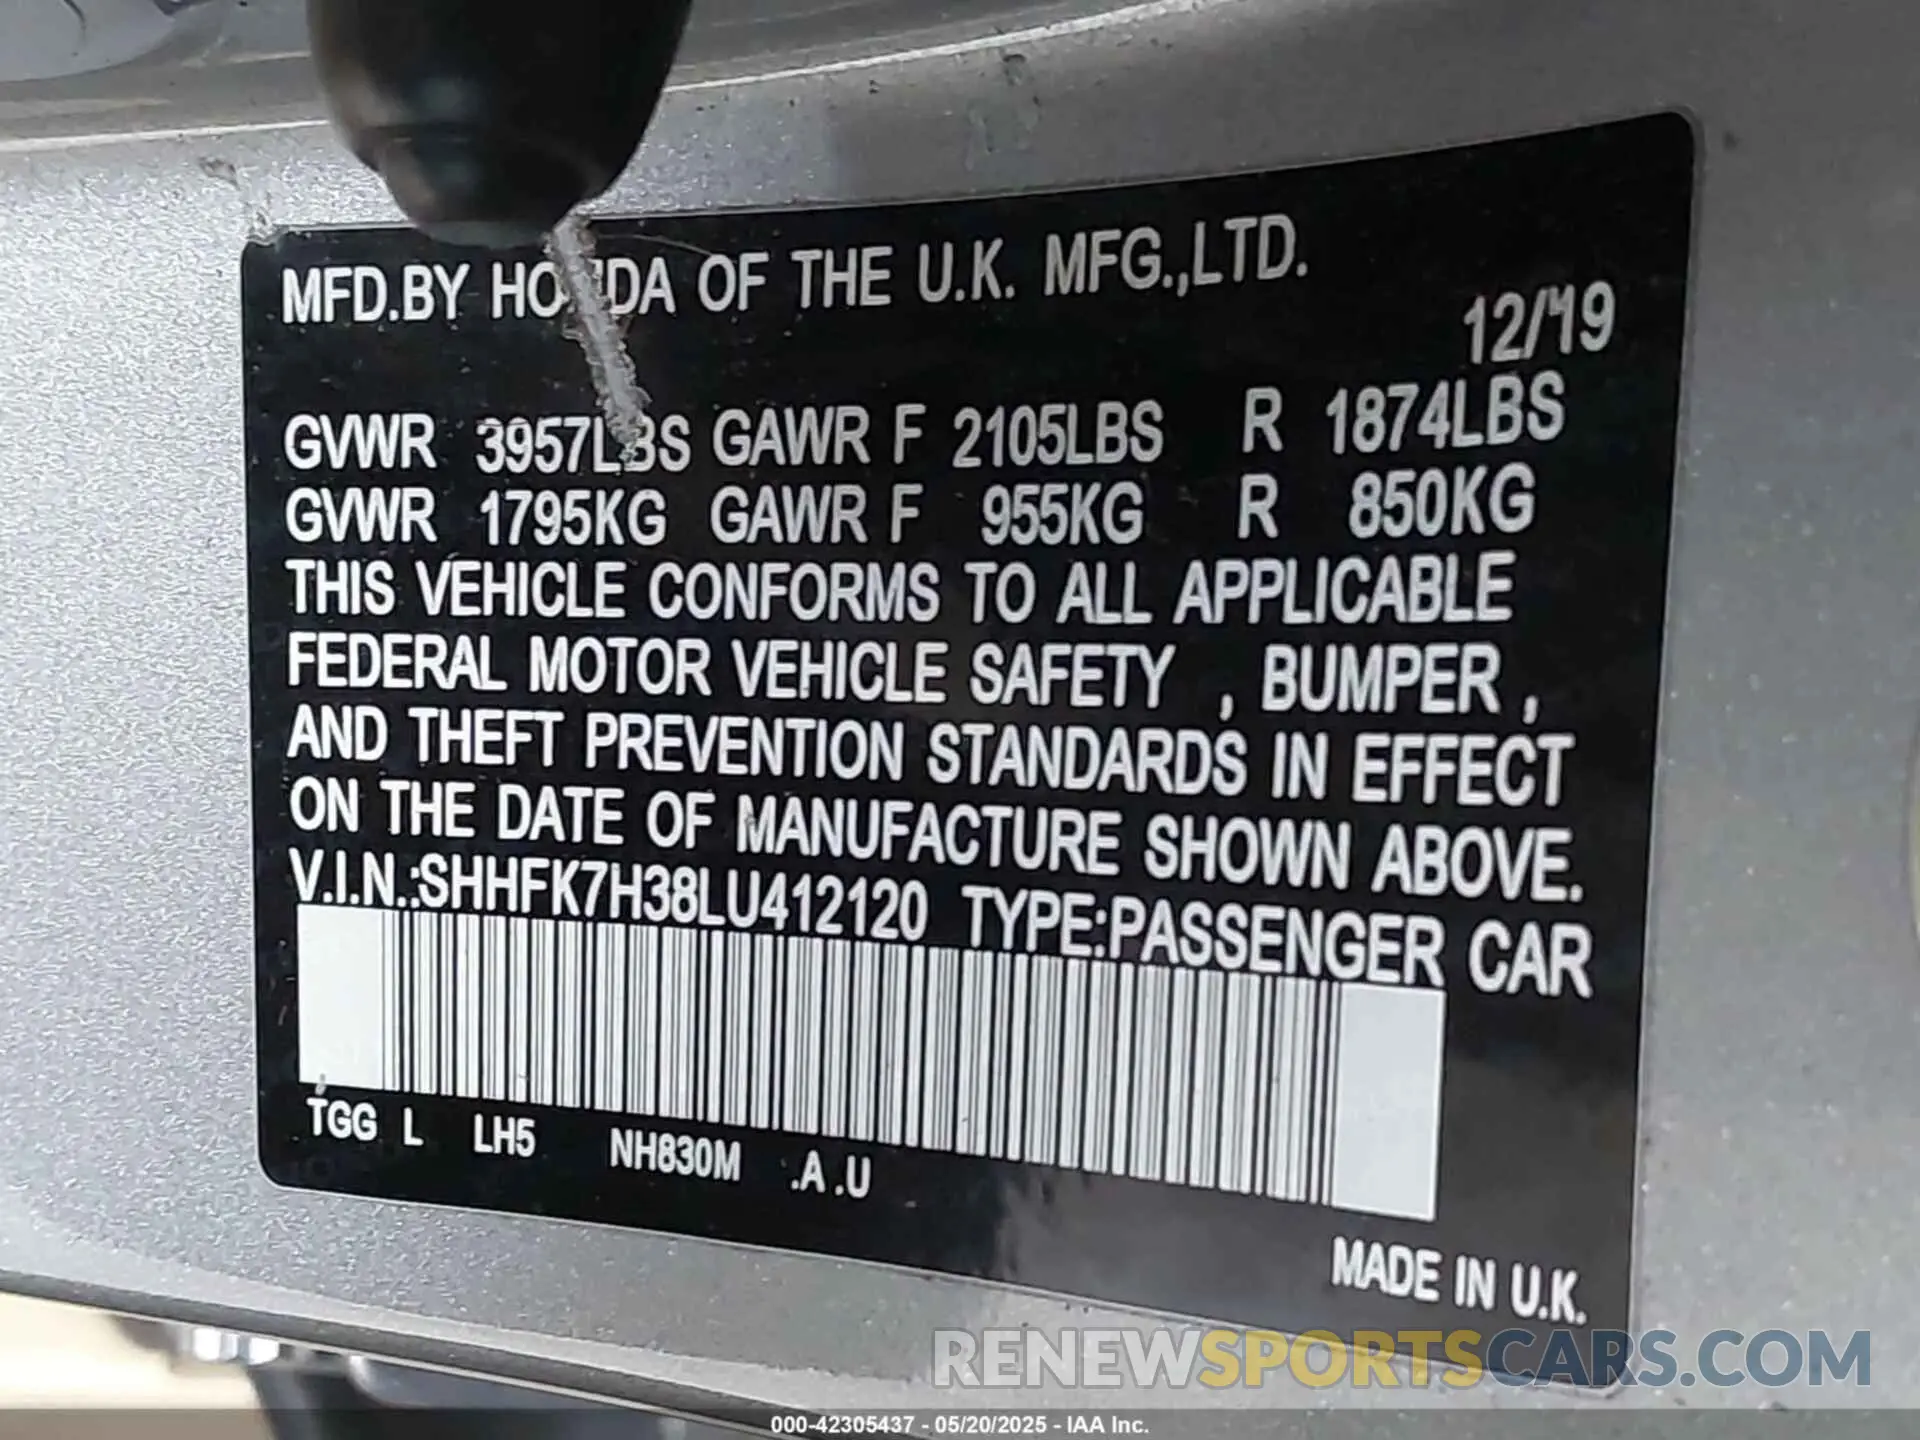 MFD.BY HONDA OF THE U.K. MFG.,LTD.
12/19
GVWR 3957LBS GAWR F 2105LBS R 1874LBS
GVWR 1795KG GAWR F 955KG R 850KG
THIS VEHICLE CONFORMS TO ALL APPLICABLE
FEDERAL MOTOR VEHICLE SAFETY , BUMPER ,
AND THEFT PREVENTION STANDARDS IN EFFECT
ON THE DATE OF MANUFACTURE SHOWN ABOVE.
V.I.N.:SHHFK7H38LU412120 TYPE:PASSENGER CAR
TGG L LH5 NH830M .A .U
MADE IN U.K.
RENEWSPORTSCARS.COM
000-42305437 - 05/20/2025 - IAA Inc.